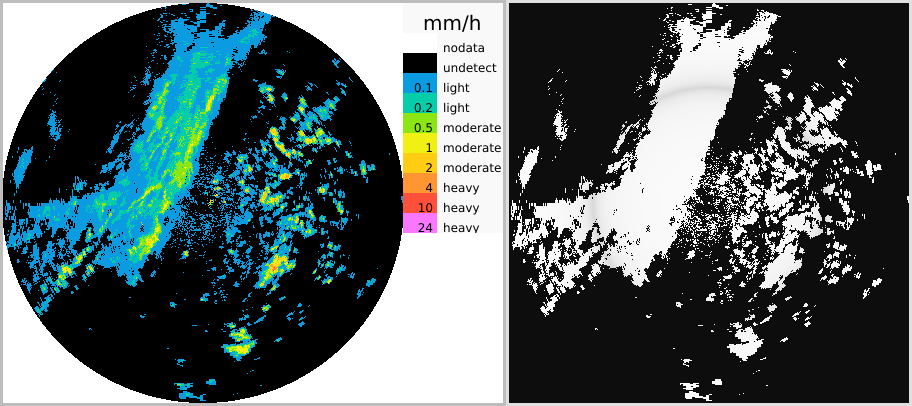 mm/h
nodata
undetect
0.1 light
0.2 light
0.5 moderate
1 moderate
2 moderate
4 heavy
10 heavy
24 heavy